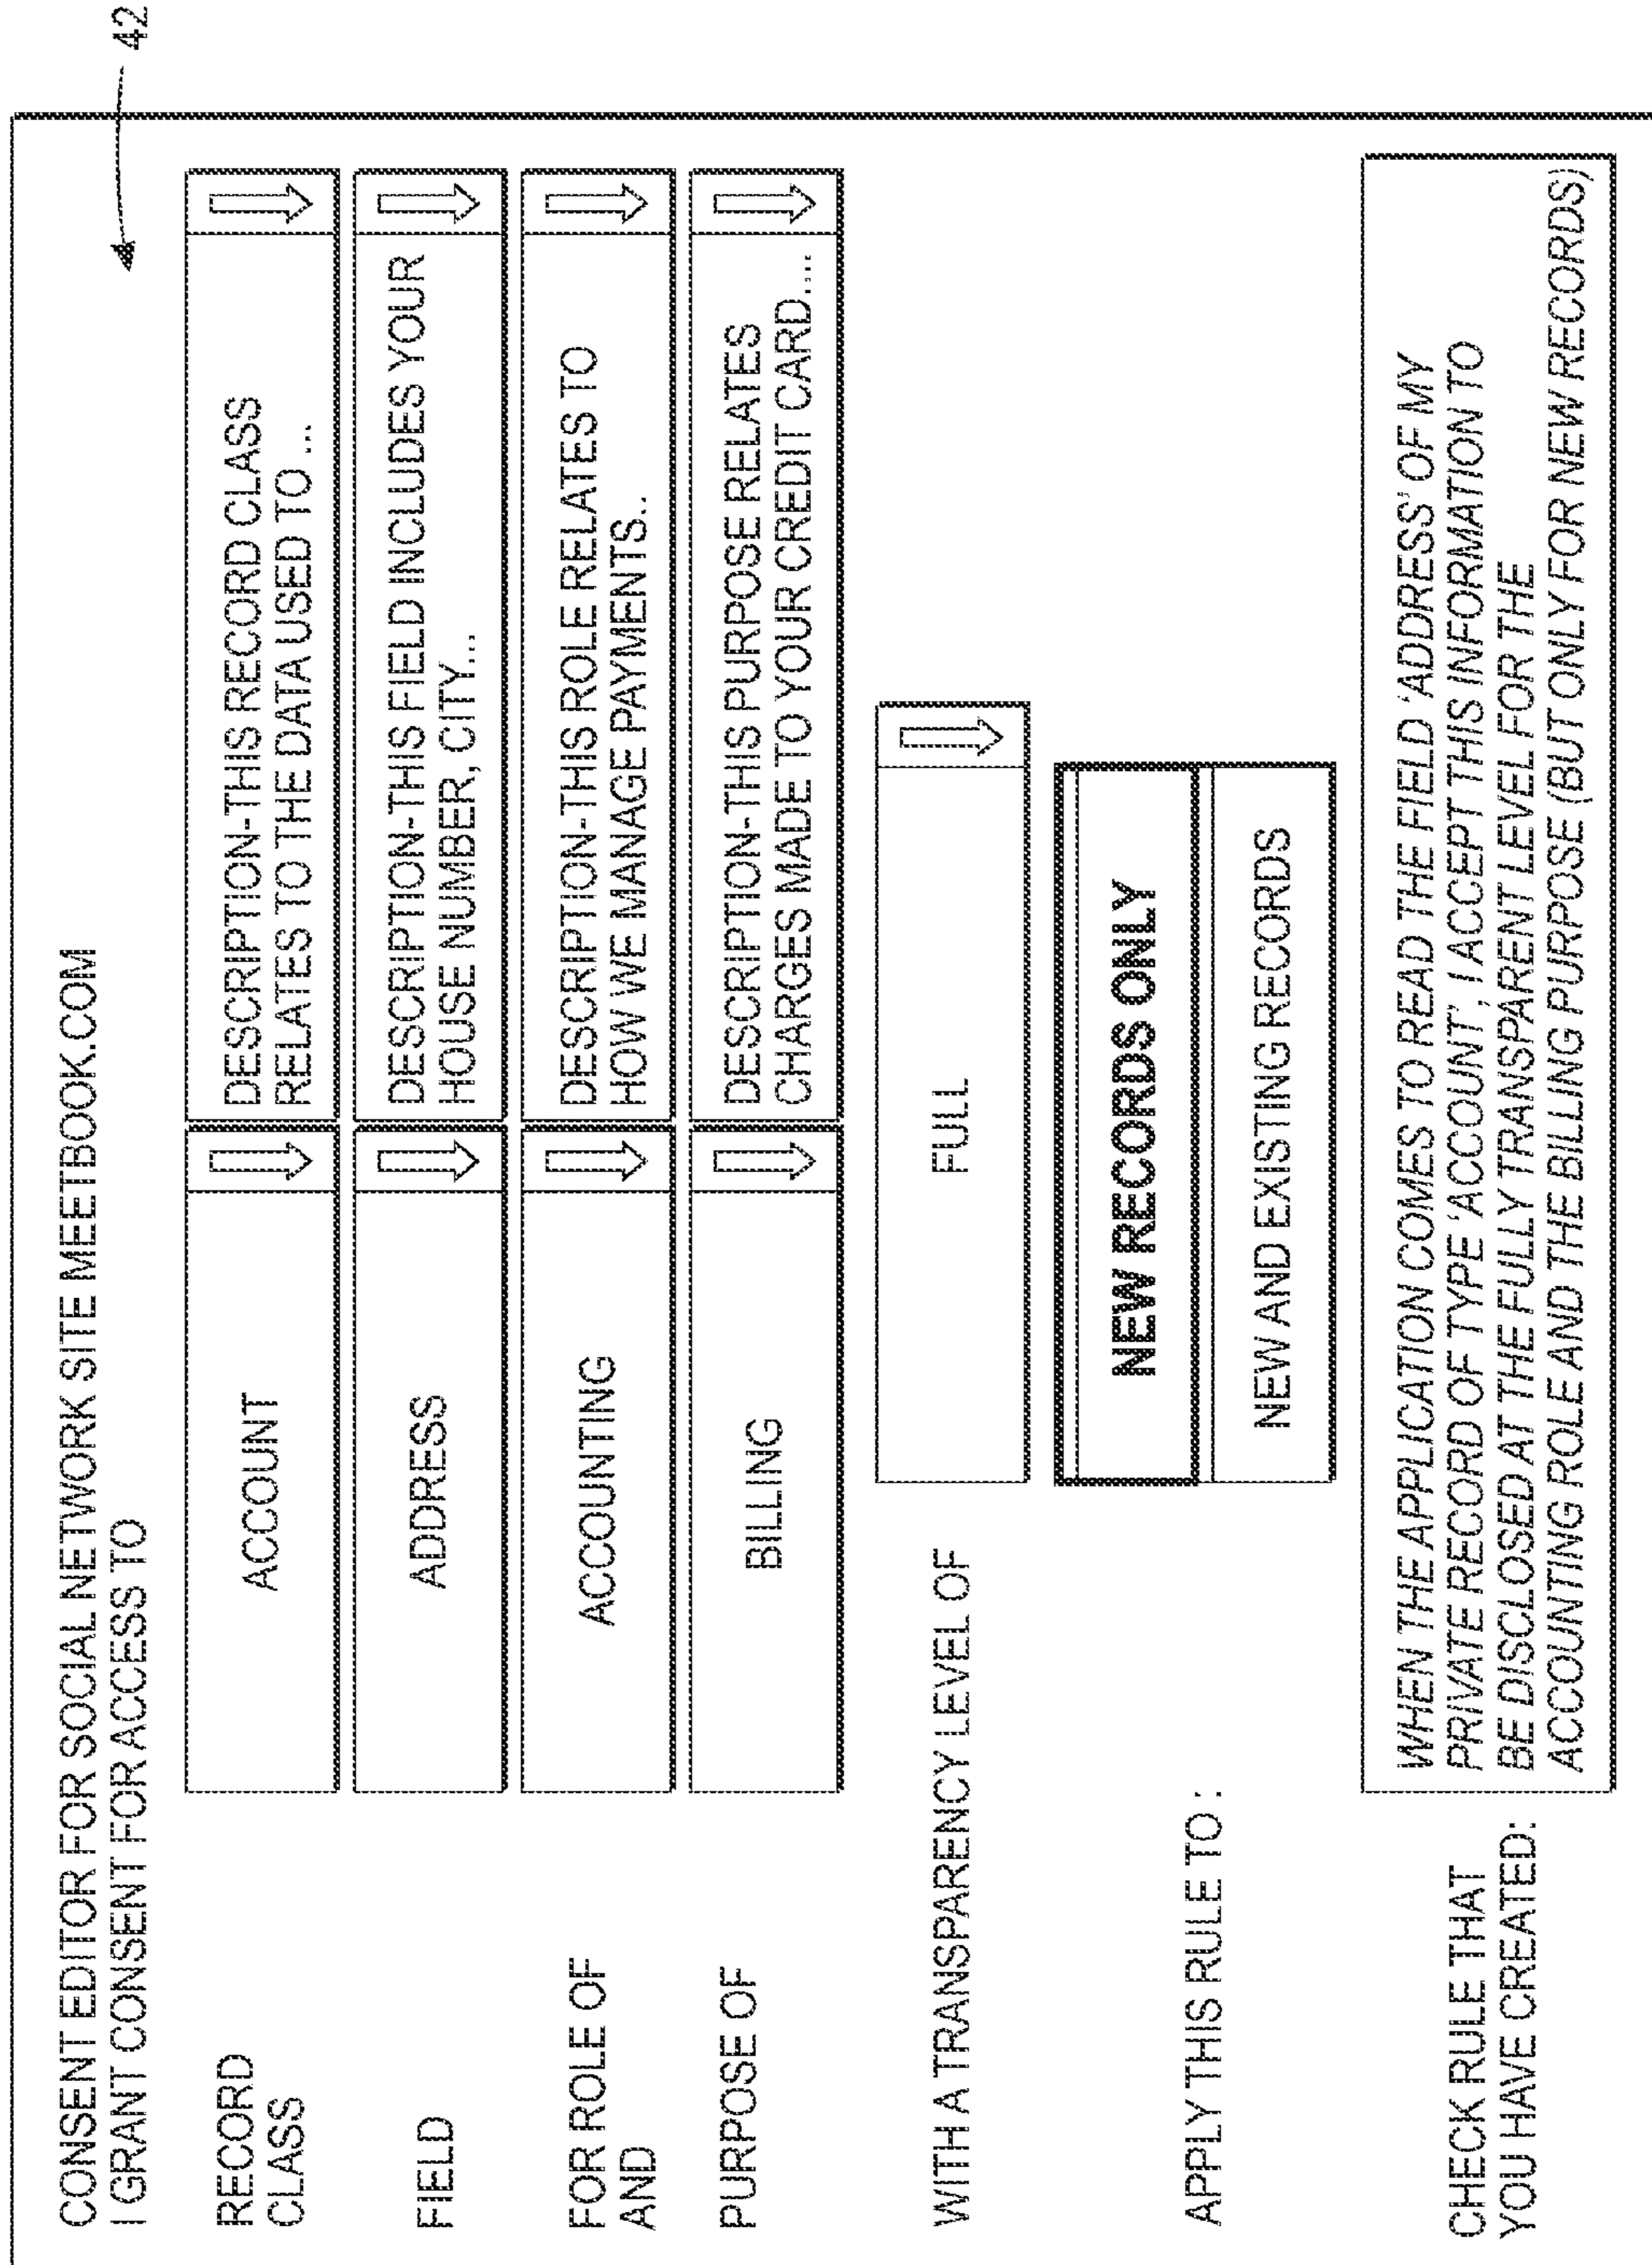 42
CONSENT EDITOR FOR SOCIAL NETWORK SITE MEETBOOK.COM
I GRANT CONSENT FOR ACCESS TO
RECORD
CLASS
ACCOUNT
DESCRIPTION-THIS RECORD CLASS
RELATES TO THE DATA USED TO ...
FIELD
ADDRESS
DESCRIPTION-THIS FIELD INCLUDES YOUR
HOUSE NUMBER, CITY...
FOR ROLE OF
AND
ACCOUNTING
DESCRIPTION-THIS ROLE RELATES TO
HOW WE MANAGE PAYMENTS..
PURPOSE OF
BILLING
DESCRIPTION-THIS PURPOSE RELATES
CHARGES MADE TO YOUR CREDIT CARD....
WITH A TRANSPARENCY LEVEL OF
FULL
APPLY THIS RULE TO :
NEW RECORDS ONLY
NEW AND EXISTING RECORDS
CHECK RULE THAT
YOU HAVE CREATED:
WHEN THE APPLICATION COMES TO READ THE FIELD 'ADDRESS' OF MY
PRIVATE RECORD OF TYPE 'ACCOUNT', I ACCEPT THIS INFORMATION TO
BE DISCLOSED AT THE FULLY TRANSPARENT LEVEL FOR THE
ACCOUNTING ROLE AND THE BILLING PURPOSE (BUT ONLY FOR NEW RECORDS)